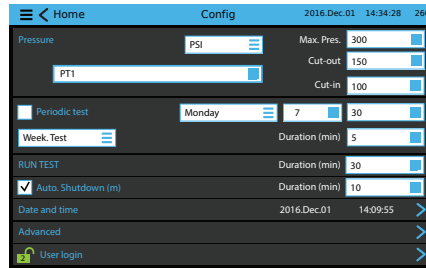 Home Config 2016.Dec.01 14:34:28 26
Pressure PSI Max. Pres. 300
Cut-out 150
PT1
Cut-in 100
Periodic test Monday 7 30
Week. Test Duration (min) 5
RUN TEST Duration (min) 30
Auto. Shutdown (m) Duration (min) 10
Date and time 2016.Dec.01 14:09:55
Advanced
2 User login